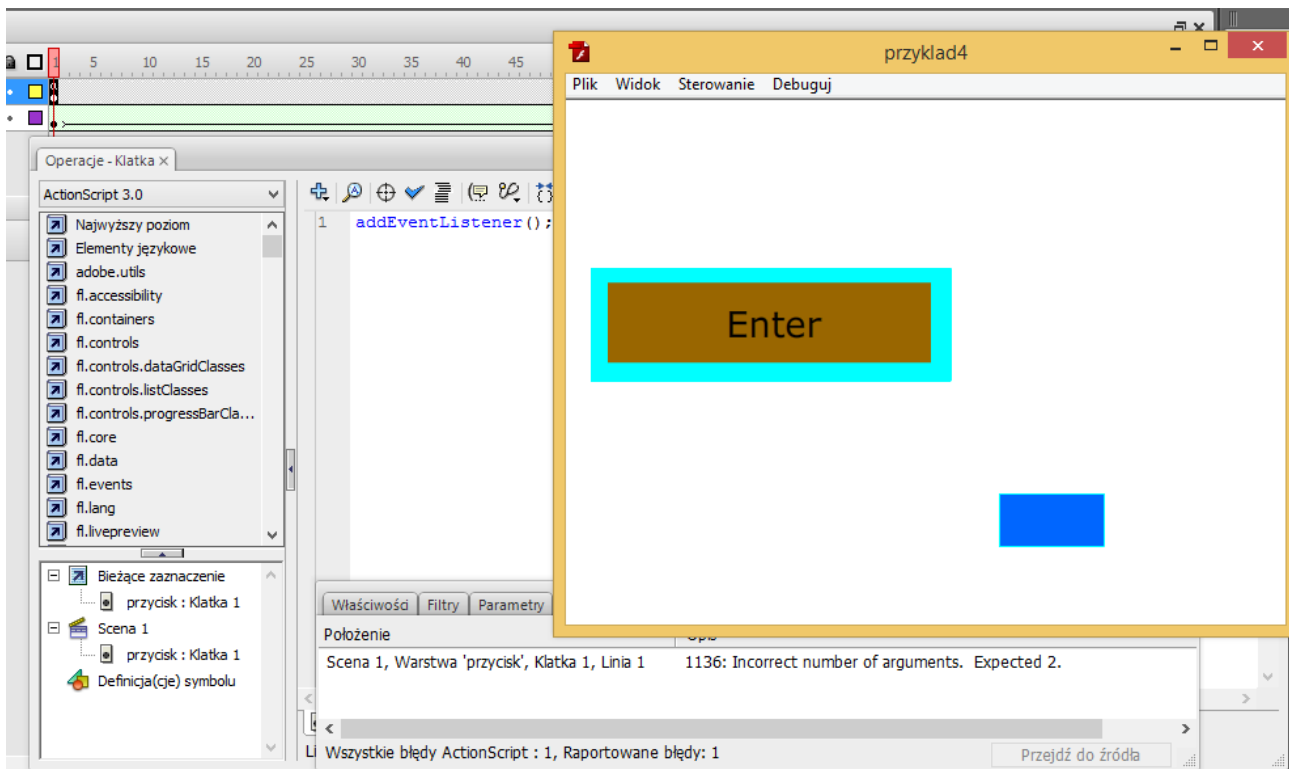 1 5 10 15 20 25 30 35 40 45
przyklad4
Plik Widok Sterowanie Debuguj
Operacje - Klatka
ActionScript 3.0
Najwyższy poziom
Elementy językowe
adobe.utils
fl.accessibility
fl.containers
fl.controls
fl.controls.dataGridClasses
fl.controls.listClasses
fl.controls.progressBarCla...
fl.core
fl.data
fl.events
fl.lang
fl.livepreview
1 addEventListener();
Enter
Bieżące zaznaczenie
przycisk : Klatka 1
Scena 1
przycisk : Klatka 1
Definicja(cje) symbolu
Właściwości Filtry Parametry
Położenie
Scena 1, Warstwa 'przycisk', Klatka 1, Linia 1 1136: Incorrect number of arguments. Expected 2.
Li
Wszystkie błędy ActionScript : 1, Raportowane błędy: 1
Przejdź do źródła